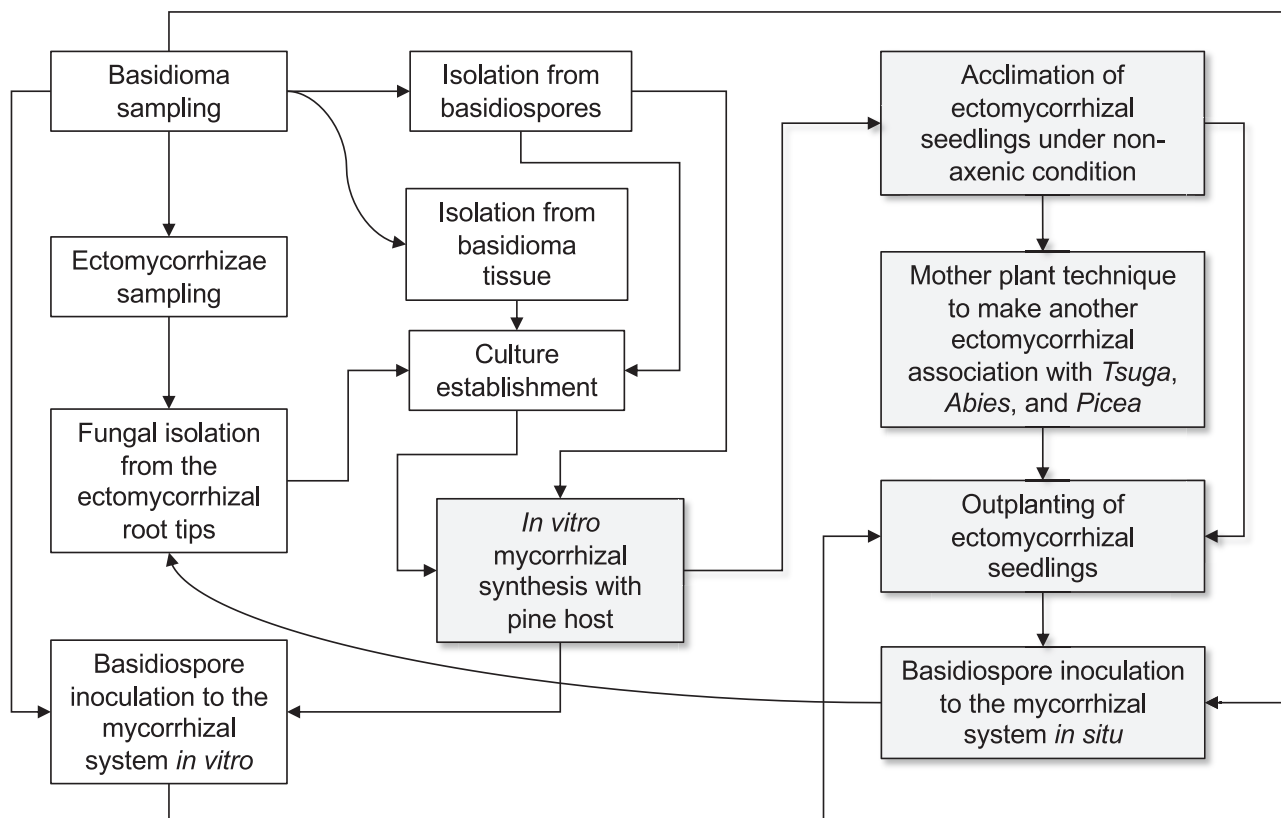 Basidioma
sampling
Isolation from
basidiospores
Acclimation of
ectomycorrhizal
seedlings under non-
axenic condition
Isolation from
basidioma
tissue
Ectomycorrhizae
sampling
Mother plant technique
to make another
ectomycorrhizal
association with Tsuga,
Abies, and Picea
Culture
establishment
Fungal isolation
from the
ectomycorrhizal
root tips
In vitro
mycorrhizal
synthesis with
pine host
Outplanting of
ectomycorrhizal
seedlings
Basidiospore
inoculation to the
mycorrhizal
system in vitro
Basidiospore inoculation
to the mycorrhizal
system in situ